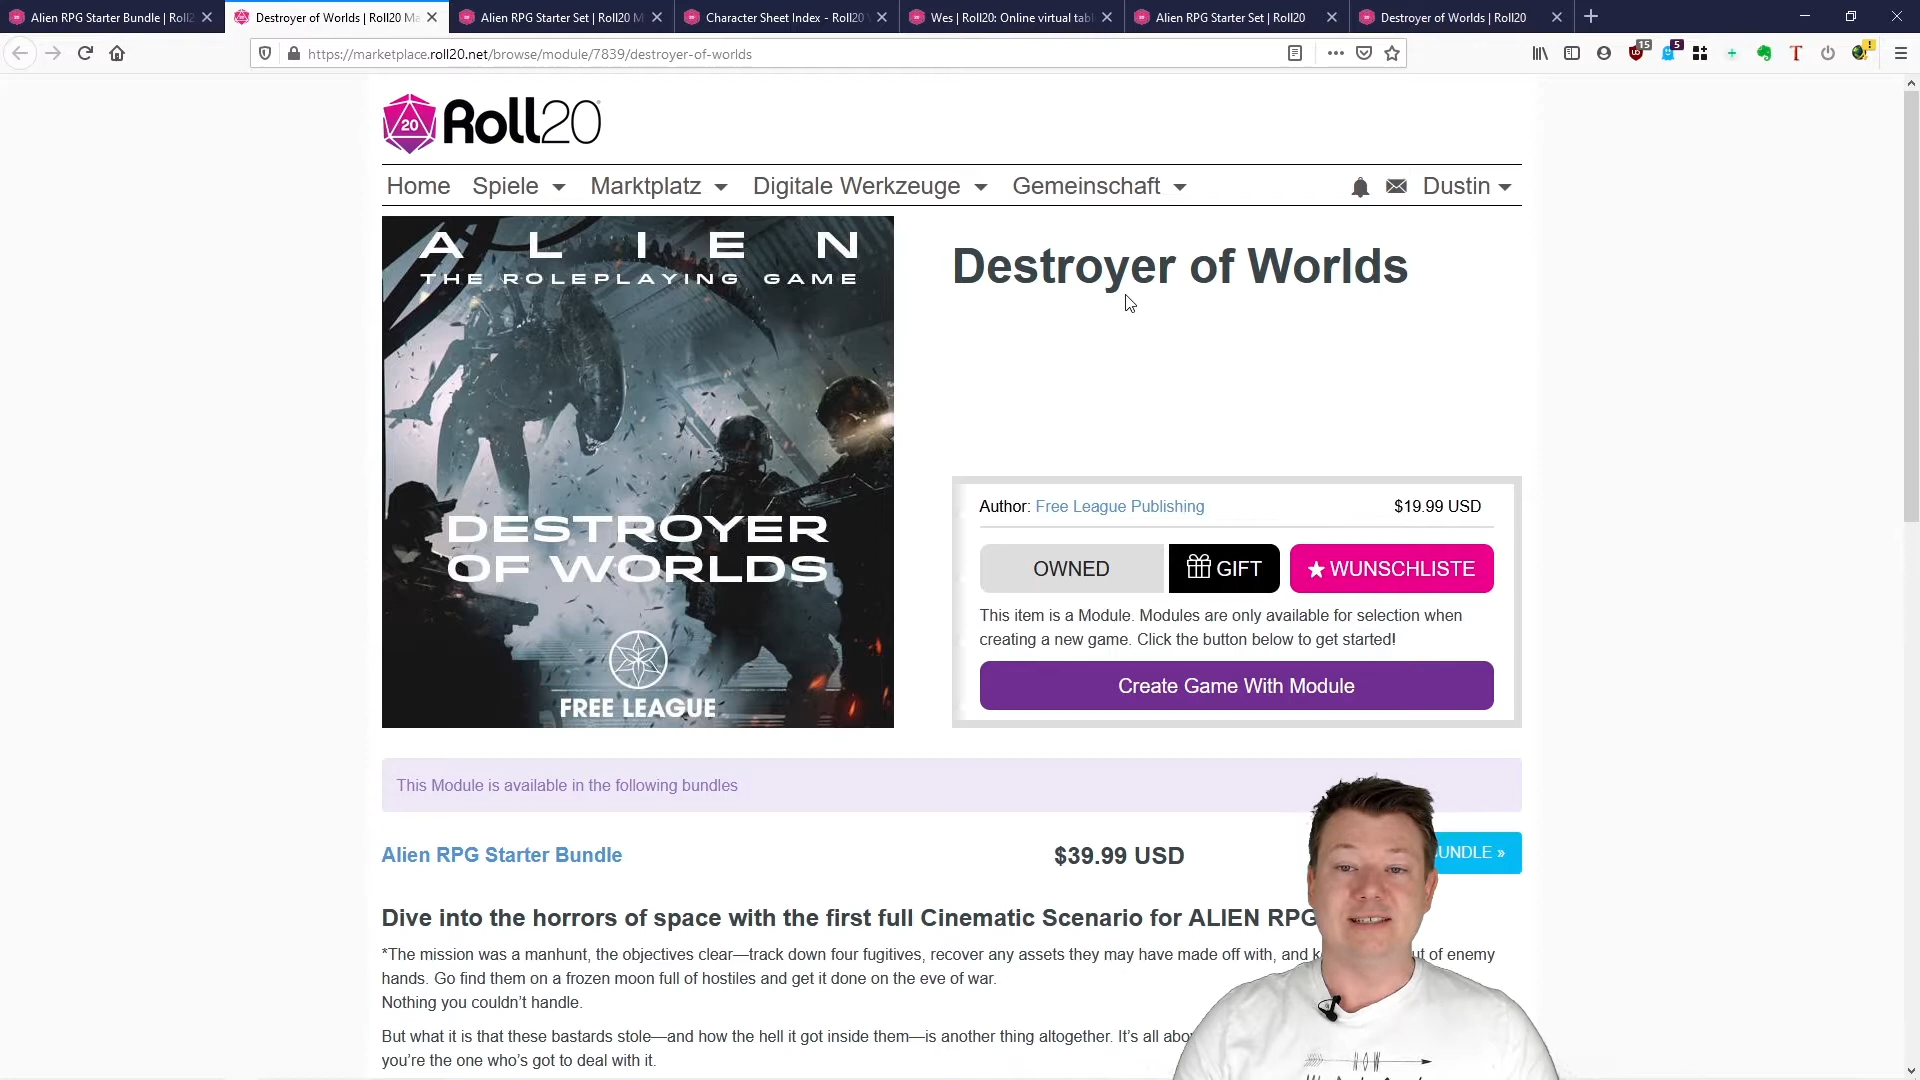 Alien RPG Starter Bundle | Roll2
Destroyer of Worlds | Roll20 Ma
Alien RPG Starter Set | Roll20 M
Character Sheet Index - Roll20
Wes | Roll20: Online virtual tabl
Alien RPG Starter Set | Roll20
Destroyer of Worlds | Roll20
https://marketplace.roll20.net/browse/module/7839/destroyer-of-worlds
15
5
20
Roll20
Home
Spiele
Marktplatz
Digitale Werkzeuge
Gemeinschaft
Dustin
ALIEN
THE ROLEPLAYING GAME
DESTROYER
OF WORLDS
FREE LEAGUE
Destroyer of Worlds
Author: Free League Publishing
$19.99 USD
OWNED
GIFT
WUNSCHLISTE
This item is a Module. Modules are only available for selection when
creating a new game. Click the button below to get started!
Create Game With Module
This Module is available in the following bundles
Alien RPG Starter Bundle
$39.99 USD
UNDLE »
Dive into the horrors of space with the first full Cinematic Scenario for ALIEN RPG
*The mission was a manhunt, the objectives clear—track down four fugitives, recover any assets they may have made off with, and k ut of enemy
hands. Go find them on a frozen moon full of hostiles and get it done on the eve of war.
Nothing you couldn't handle.
But what it is that these bastards stole—and how the hell it got inside them—is another thing altogether. It's all abo
you're the one who's got to deal with it.
NOW